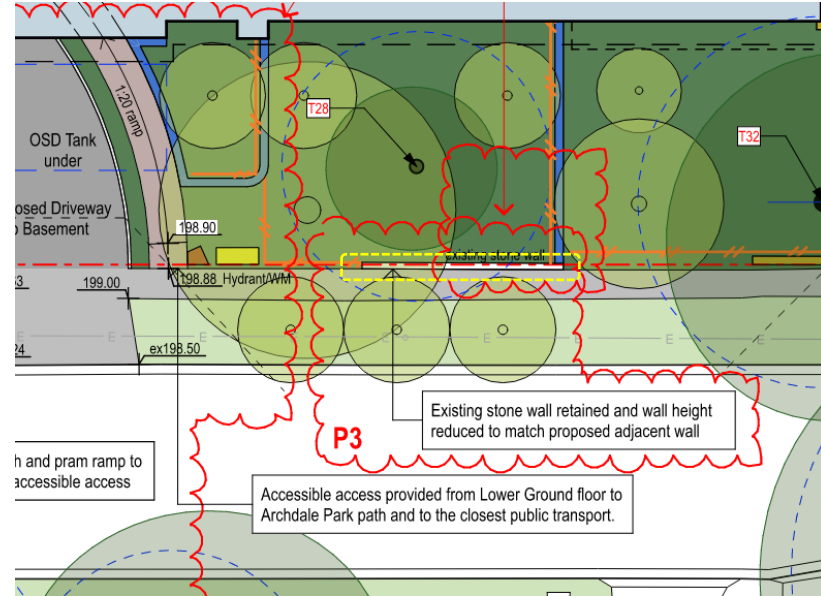 T28
T32
1:20 ramp
OSD Tank
under
osed Driveway
o Basement
198.90
existing stone wall
198.88 Hydrant/WM
199.00
53
E E E E E E E
24
ex198.50
Existing stone wall retained and wall height
reduced to match proposed adjacent wall
P3
h and pram ramp to
accessible access
Accessible access provided from Lower Ground floor to
Archdale Park path and to the closest public transport.